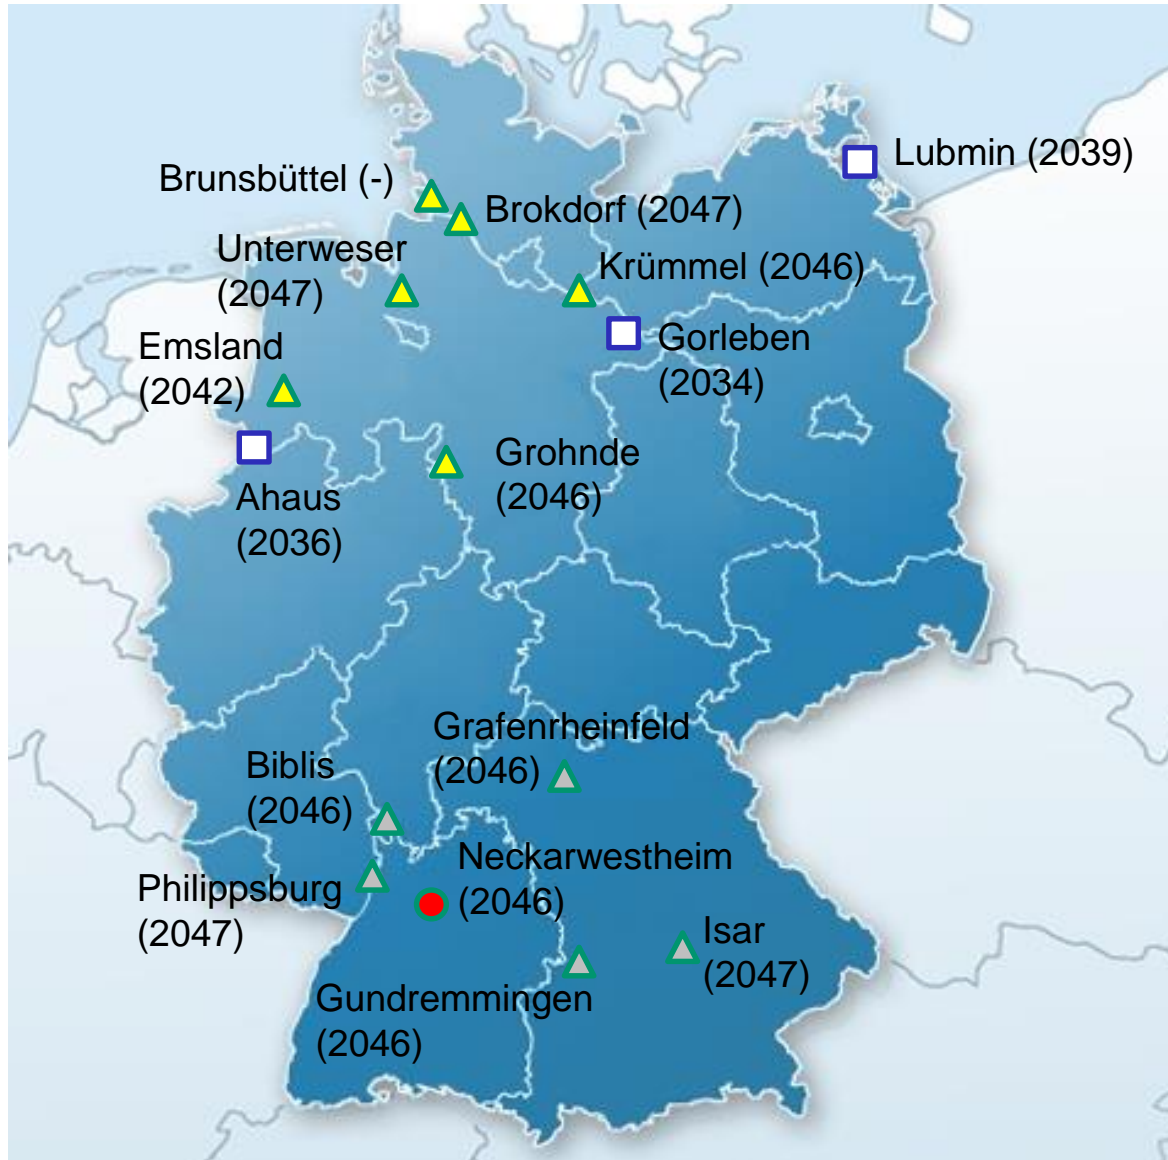 Lubmin (2039)
Brunsbüttel (-)
Brokdorf (2047)
Unterweser
(2047)
Krümmel (2046)
Emsland
(2042)
Gorleben
(2034)
Grohnde
(2046)
Ahaus
(2036)
Grafenrheinfeld
(2046)
Biblis
(2046)
Neckarwestheim
(2046)
Philippsburg
(2047)
Isar
(2047)
Gundremmingen
(2046)